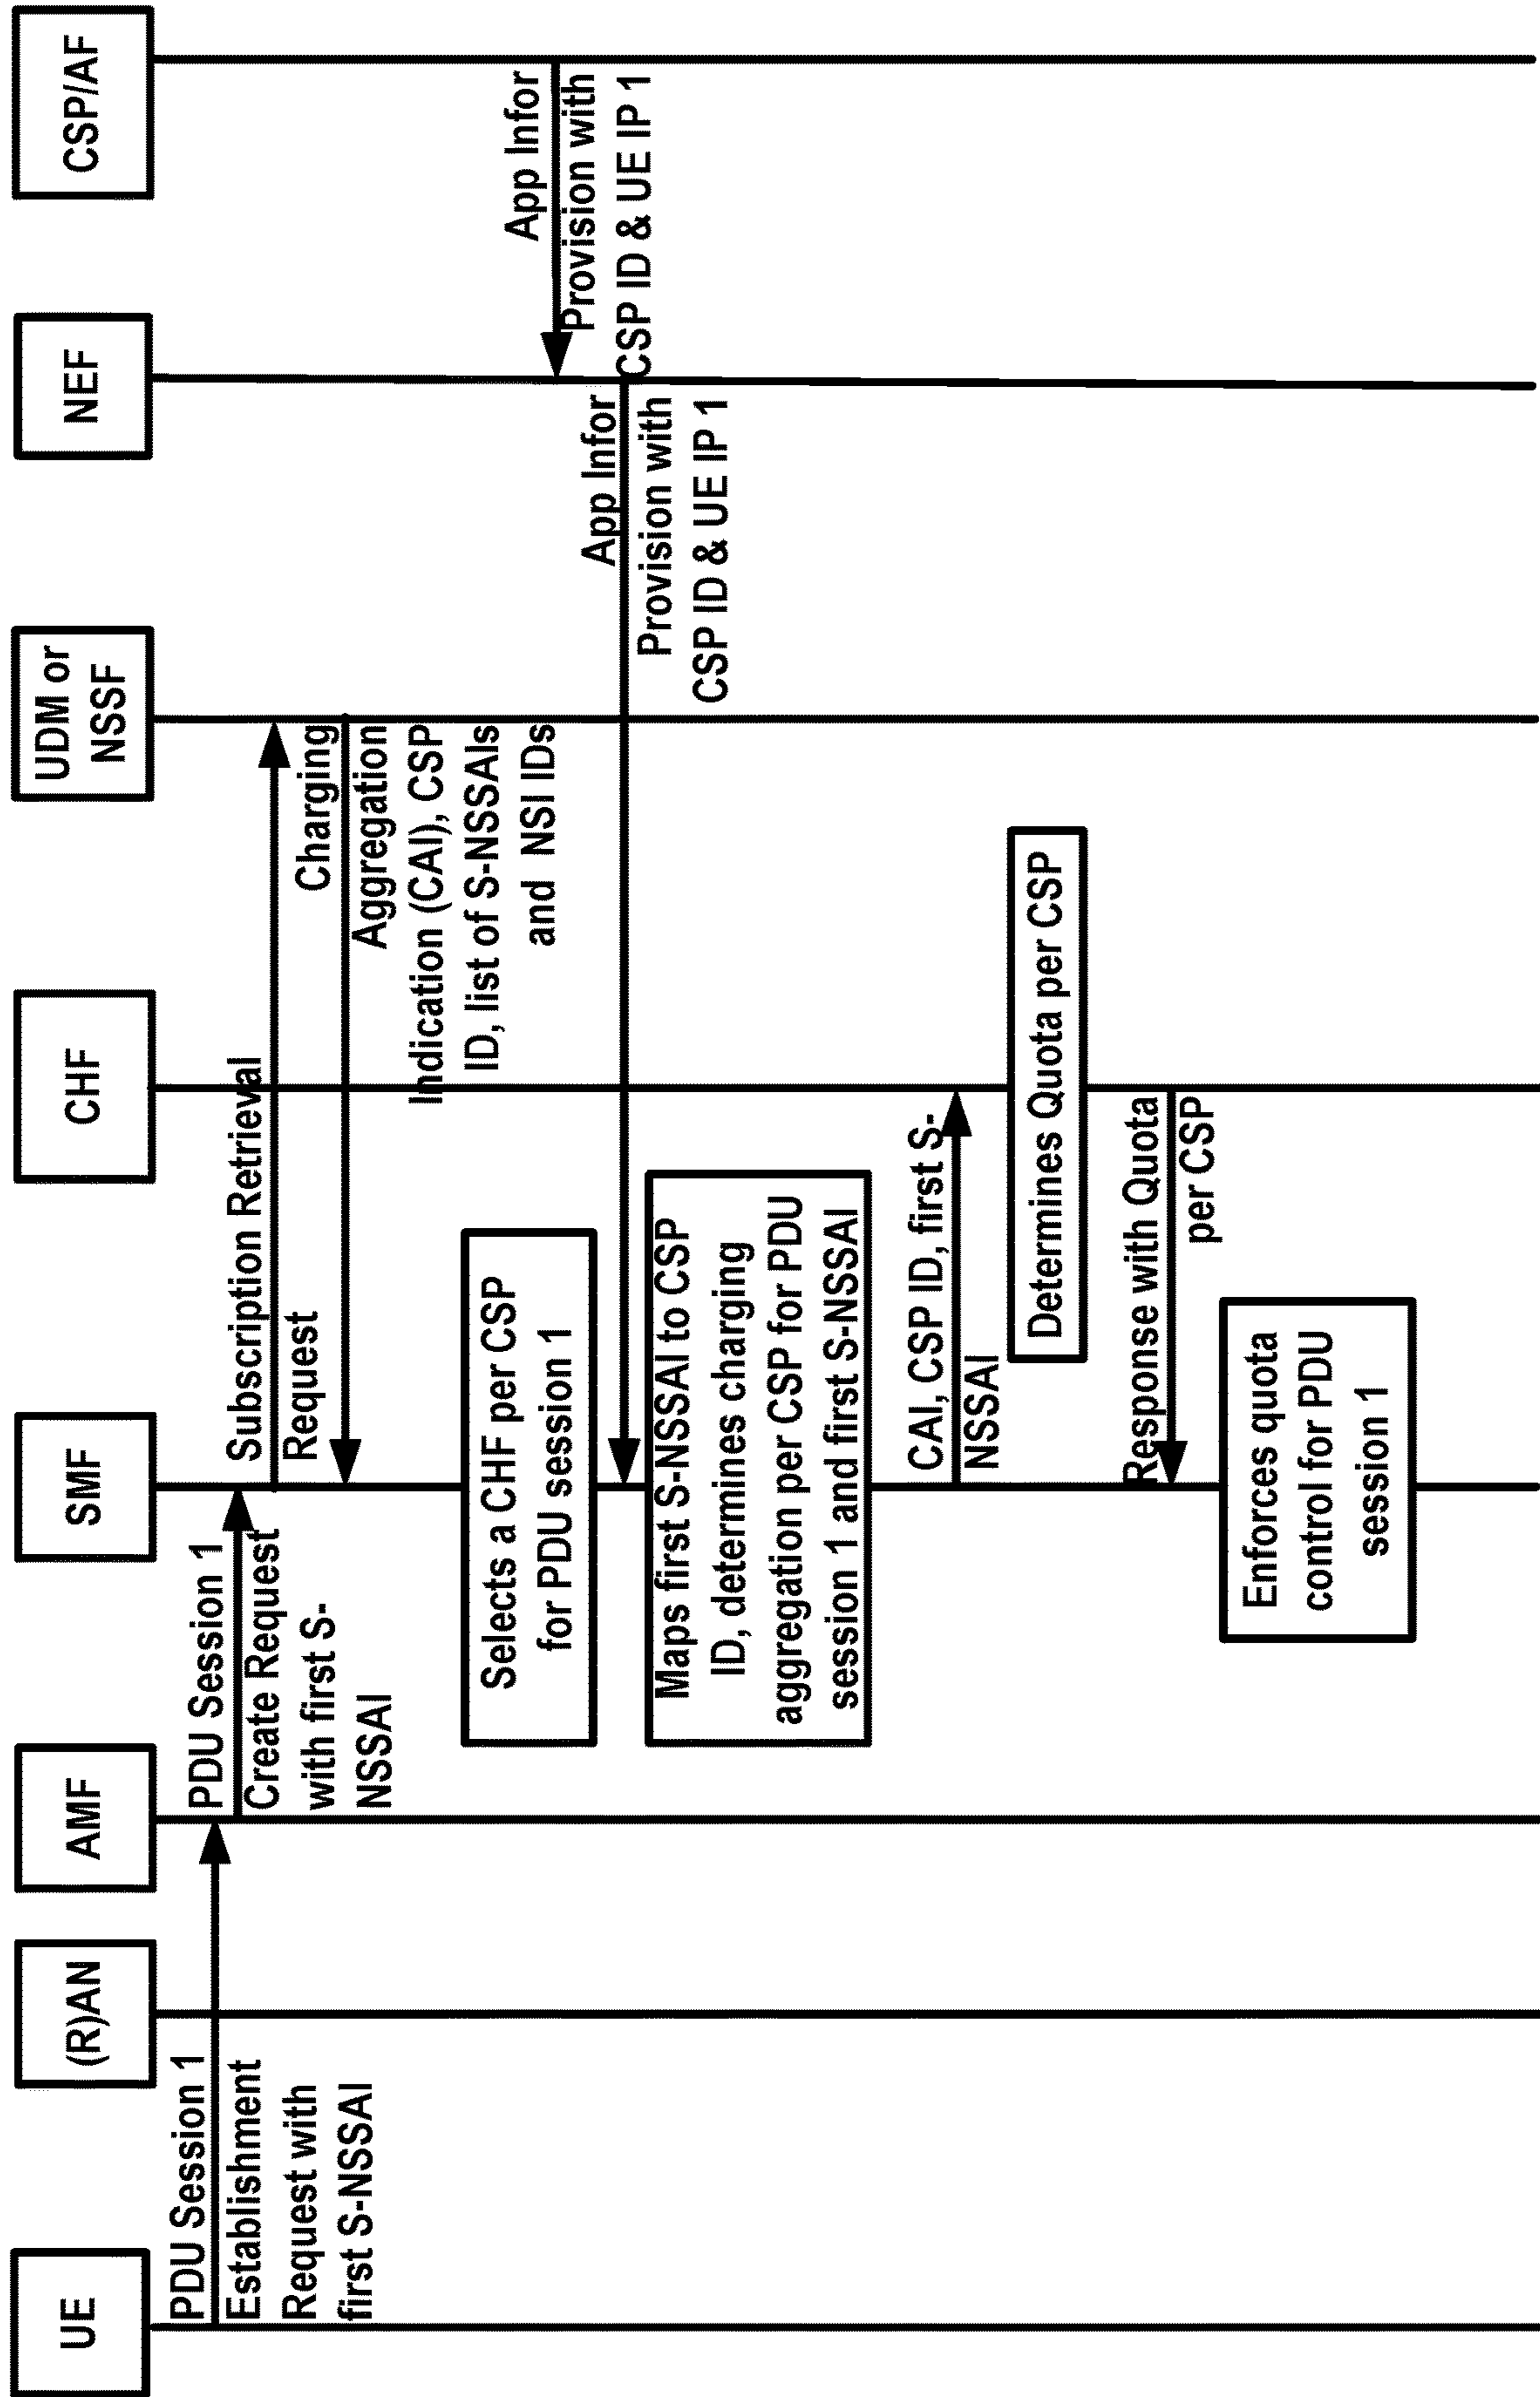 UE
(R)AN
AMF
SMF
CHF
UDM or
NSSF
NEF
CSP/AF
PDU Session 1
Establishment
Request with
first S-NSSAI
PDU Session 1
Create Request
with first S-
NSSAI
Subscription Retrieval
Request
Charging
Aggregation
Indication (CAI), CSP
ID, list of S-NSSAIs
and NSI IDs
Selects a CHF per CSP
for PDU session 1
App Infor
Provision with
CSP ID & UE IP 1
App Infor
Provision with
CSP ID & UE IP 1
Maps first S-NSSAI to CSP
ID, determines charging
aggregation per CSP for PDU
session 1 and first S-NSSAI
CAI, CSP ID, first S-
NSSAI
Determines Quota per CSP
Response with Quota
per CSP
Enforces quota
control for PDU
session 1